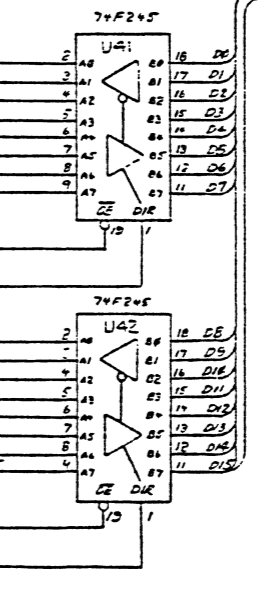 74F245
U41
2 A0 B0 18 D0
3 A1 B1 17 D1
4 A2 B2 16 D2
5 A3 B3 15 D3
6 A4 B4 14 D4
7 A5 B5 13 D5
8 A6 B6 12 D6
9 A7 B7 11 D7
CE DIR
19 1
74F245
U42
2 A0 B0 18 D8
A1 B1 17 D9
4 A2 B2 16 D10
5 A3 B3 15 D11
6 A4 B4 14 D12
7 A5 B5 13 D13
8 A6 B6 12 D14
A7 B7 11 D15
CE DIR
19 1